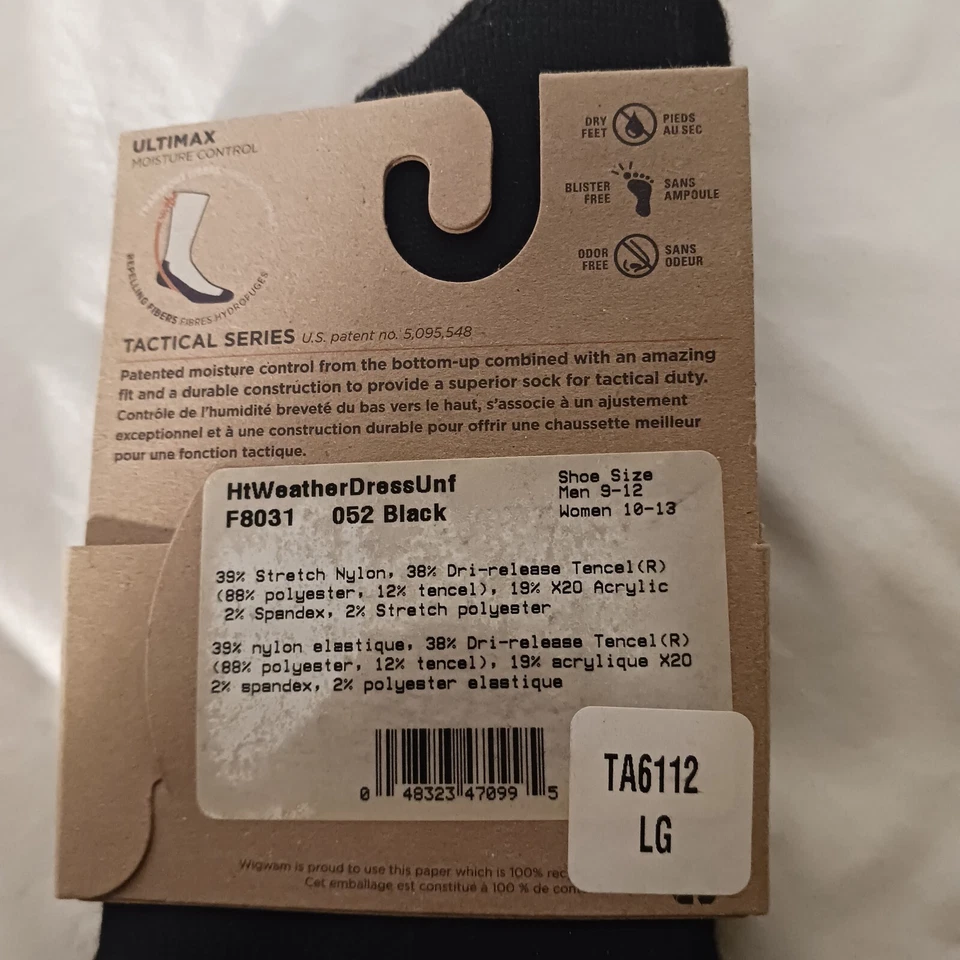 ULTIMAX
MOISTURE CONTROL
DRY FEET PIEDS AU SEC
BLISTER FREE SANS AMPOULE
ODOR FREE SANS ODEUR
REPELLING FIBERS FIBRES HYDROFUGES
TACTICAL SERIES U.S. patent no. 5,095,548
Patented moisture control from the bottom-up combined with an amazing
fit and a durable construction to provide a superior sock for tactical duty.
Contrôle de l'humidité breveté du bas vers le haut, s'associe à un ajustement
exceptionnel et à une construction durable pour offrir une chaussette meilleur
pour une fonction tactique.
HtWeatherDressUnf
F8031 052 Black
Shoe Size
Men 9-12
Women 10-13
39% Stretch Nylon, 38% Dri-release Tencel(R)
(88% polyester, 12% tencel), 19% X20 Acrylic
2% Spandex, 2% Stretch polyester
39% nylon elastique, 38% Dri-release Tencel(R)
(88% polyester, 12% tencel), 19% acrylique X20
2% spandex, 2% polyester elastique
0 48323 47099 5
TA6112
LG
Wigwam is proud to use this paper which is 100% rec
Cet emballage est constitué à 100 % de con